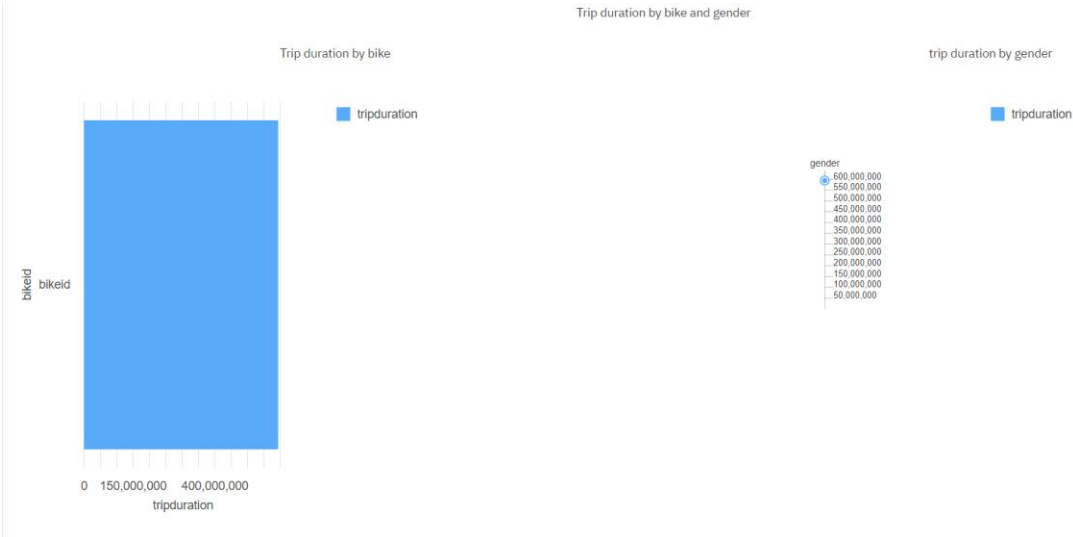 Trip duration by bike and gender
Trip duration by bike
trip duration by gender
tripduration
tripduration
gender
600,000,000
550,000,000
500,000,000
450,000,000
400,000,000
350,000,000
300,000,000
250,000,000
200,000,000
150,000,000
100,000,000
50,000,000
bikeid
bikeid
0 150,000,000 400,000,000
tripduration